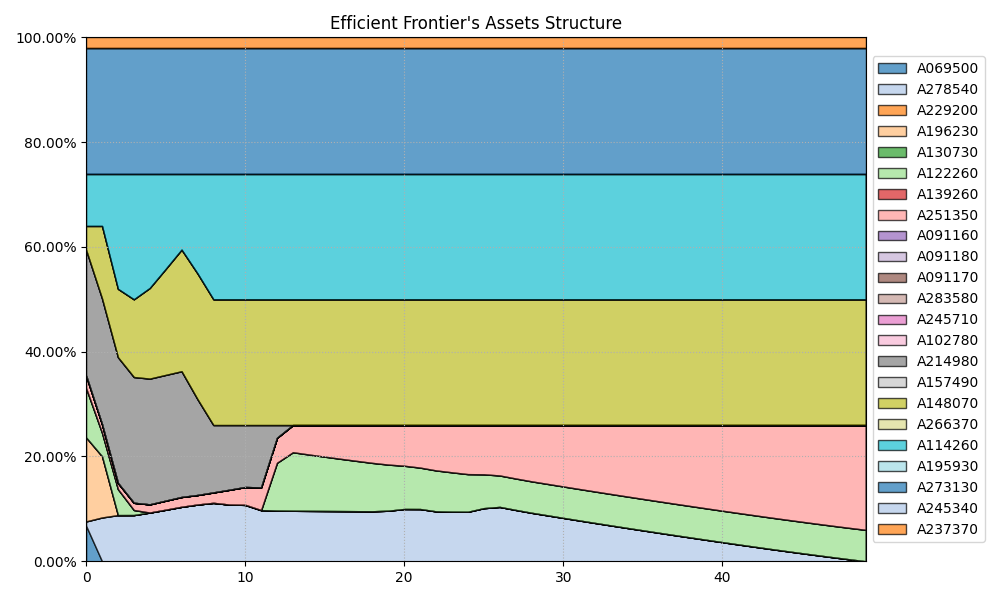 Efficient Frontier's Assets Structure
100.00%
80.00%
60.00%
40.00%
20.00%
0.00%
0
10
20
30
40
A069500
A278540
A229200
A196230
A130730
A122260
A139260
A251350
A091160
A091180
A091170
A283580
A245710
A102780
A214980
A157490
A148070
A266370
A114260
A195930
A273130
A245340
A237370